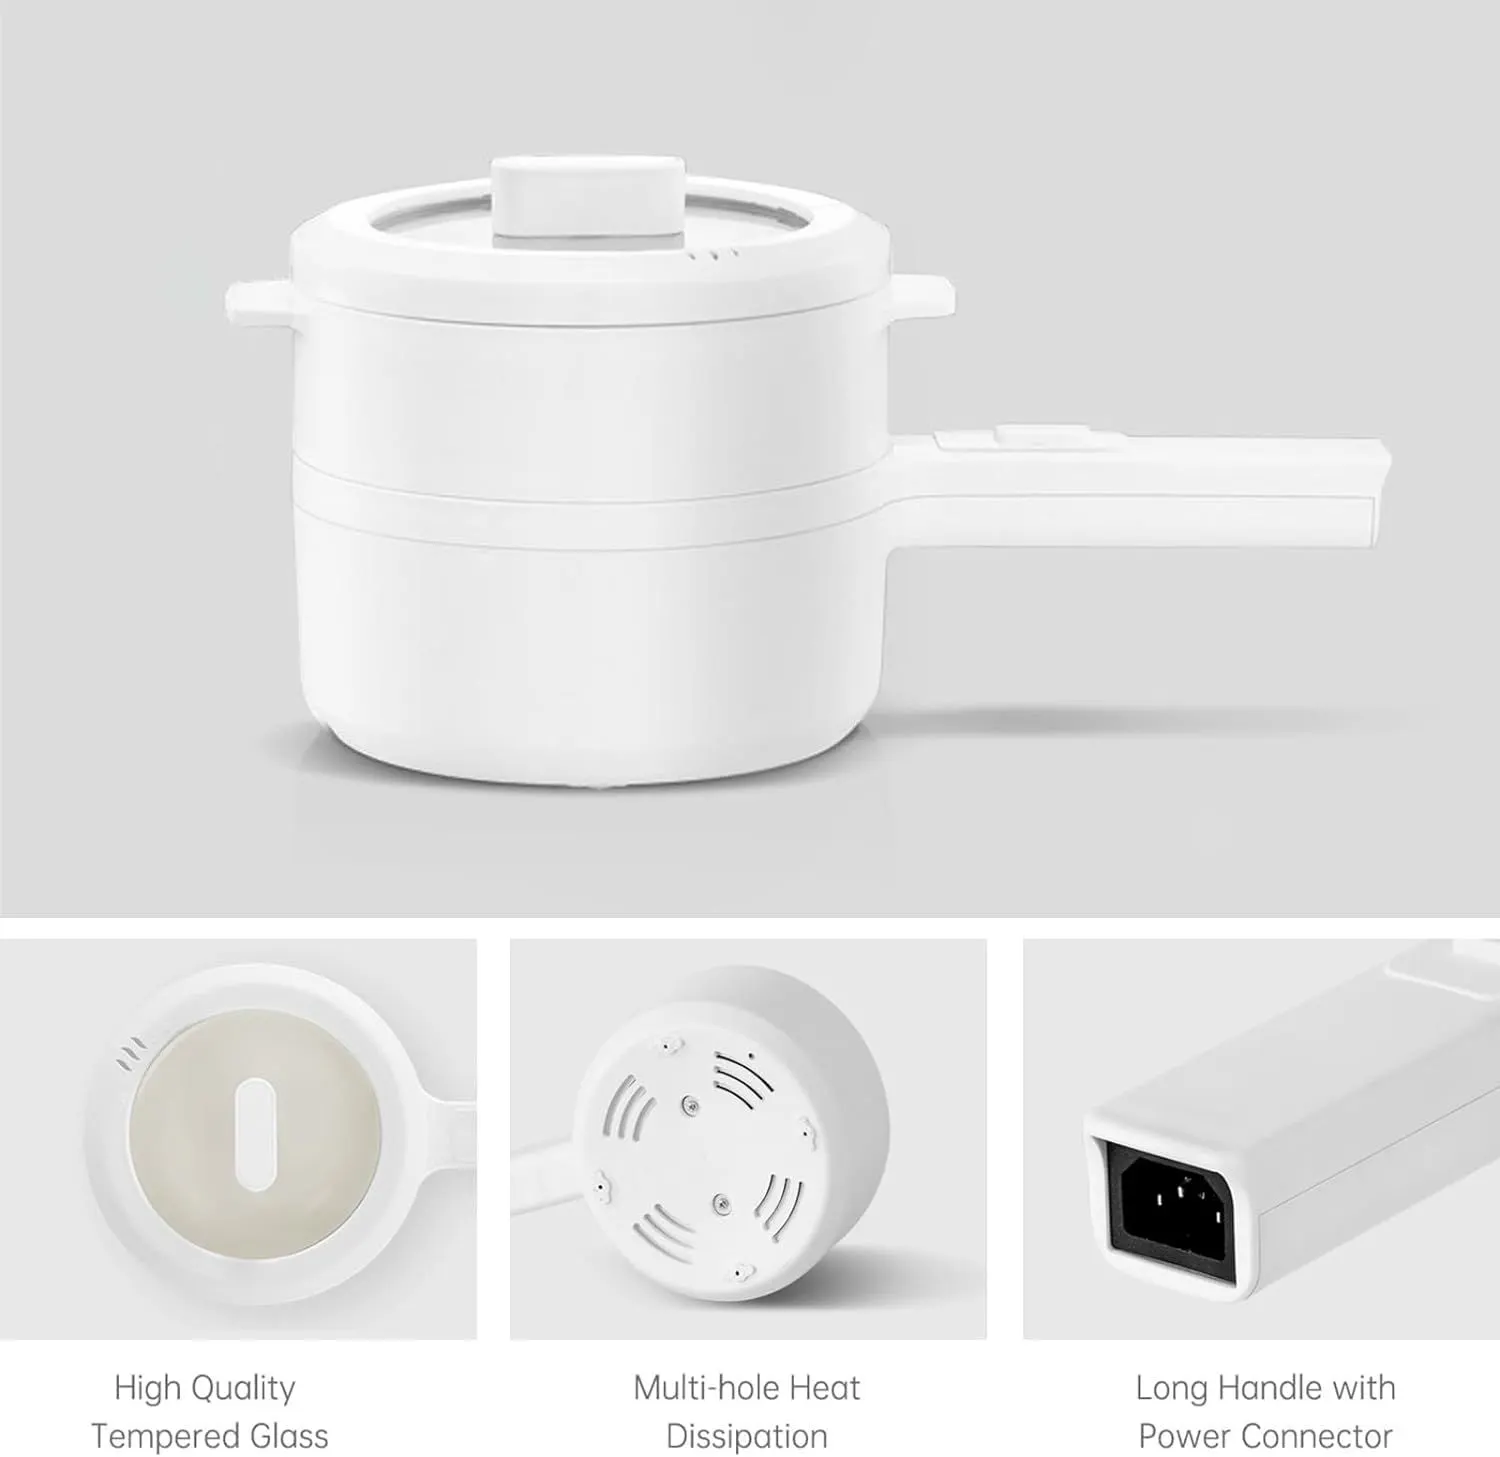 High Quality
Tempered Glass
Multi-hole Heat
Dissipation
Long Handle with
Power Connector